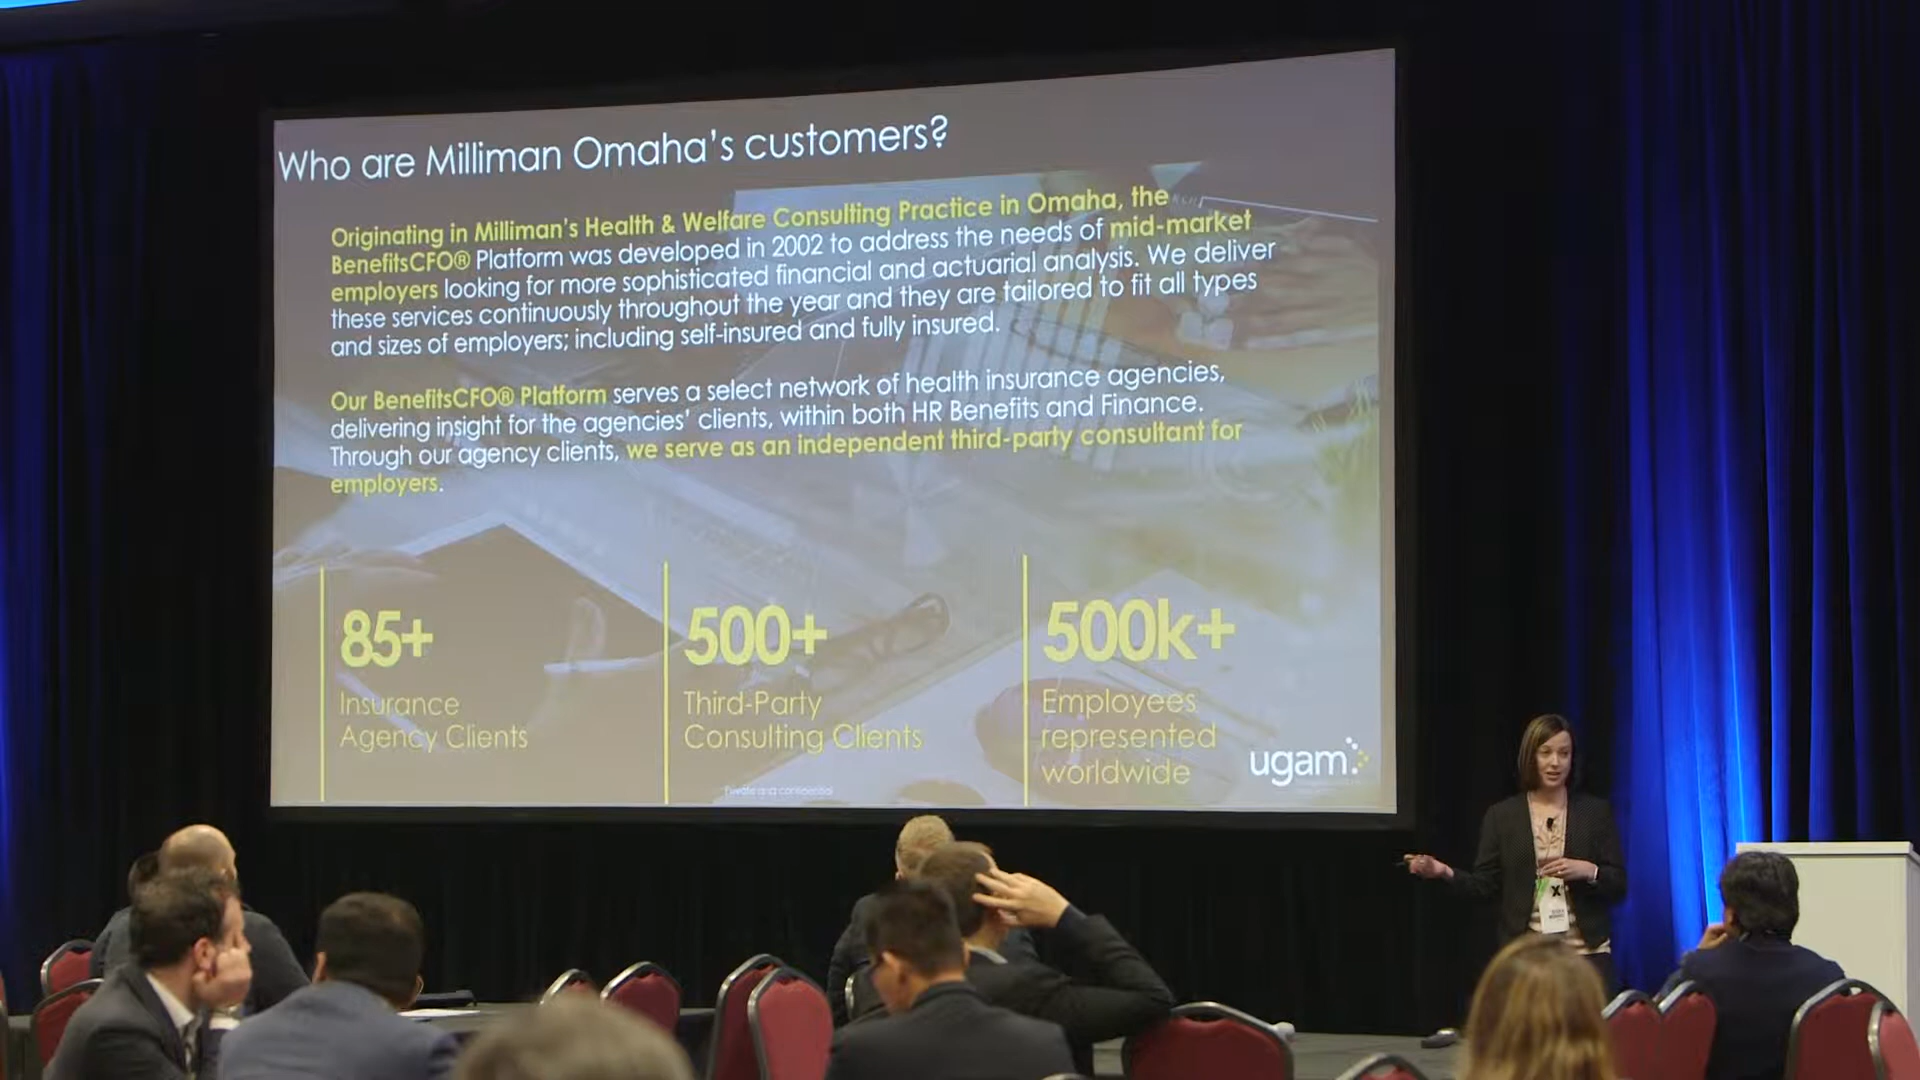 Who are Milliman Omaha's customers?
Originating in Milliman's Health & Welfare Consulting Practice in Omaha, the
BenefitsCFO® Platform was developed in 2002 to address the needs of mid-market
employers looking for more sophisticated financial and actuarial analysis. We deliver
these services continuously throughout the year and they are tailored to fit all types
and sizes of employers; including self-insured and fully insured.
Our BenefitsCFO® Platform serves a select network of health insurance agencies,
delivering insight for the agencies' clients, within both HR Benefits and Finance.
Through our agency clients, we serve as an independent third-party consultant for
employers.
85+
Insurance
Agency Clients
500+
Third-Party
Consulting Clients
500k+
Employees
represented
worldwide
ugam
Private and confidential
X